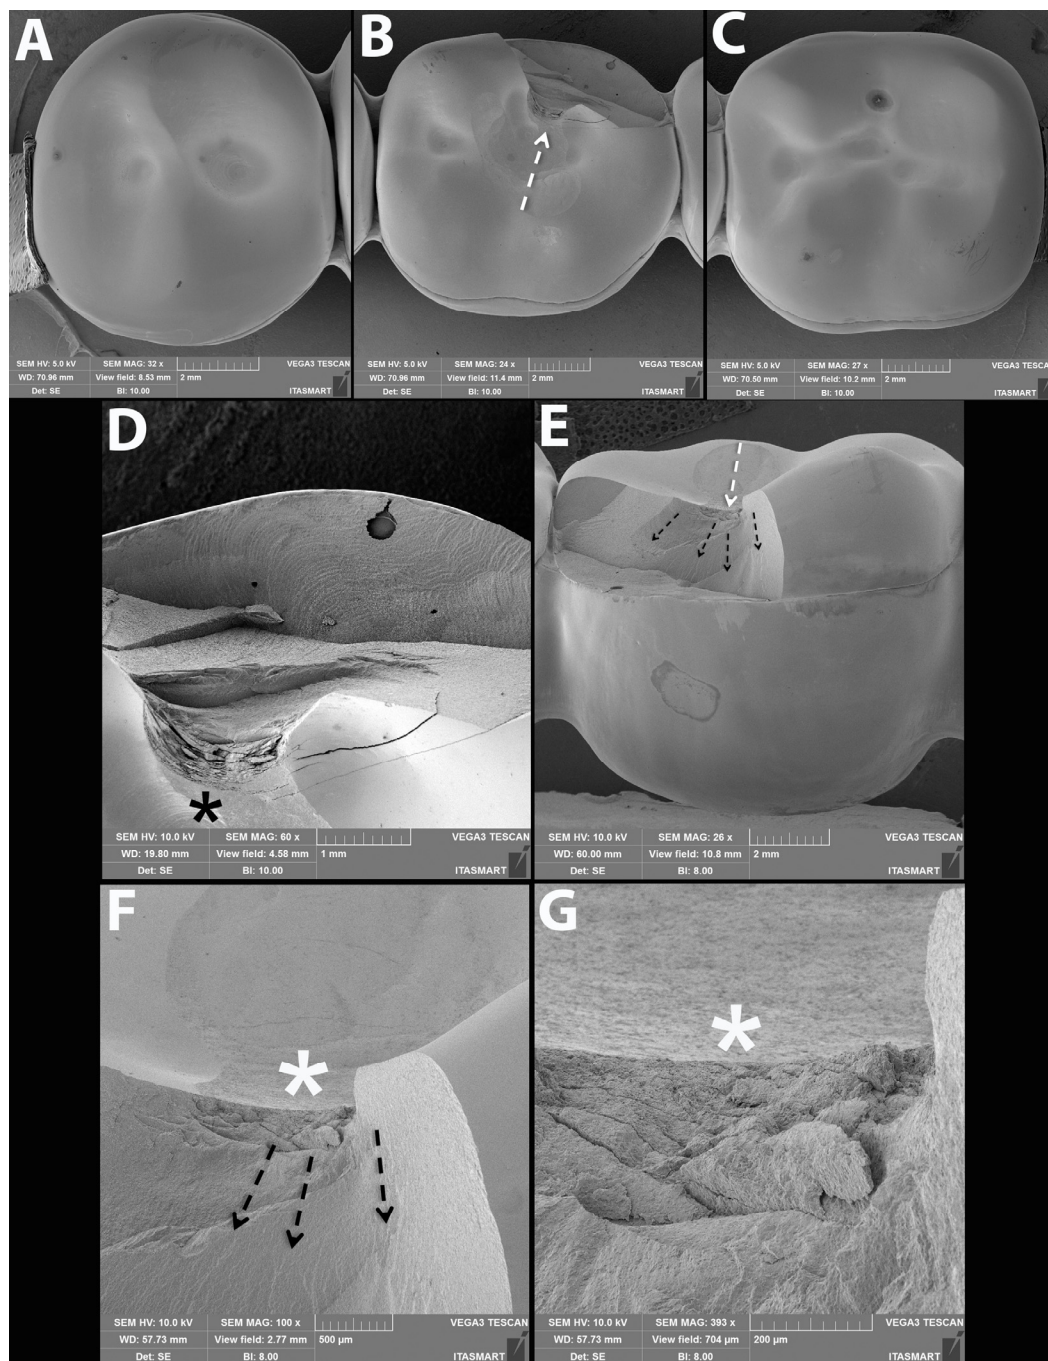 A
B
C
SEM HV: 5.0 kV SEM MAG: 32 x VEGA3 TESCAN
WD: 70.96 mm View field: 8.53 mm 2 mm
Det: SE BI: 10.00 ITASMART
SEM HV: 5.0 kV SEM MAG: 24 x VEGA3 TESCAN
WD: 70.96 mm View field: 11.4 mm 2 mm
Det: SE BI: 10.00 ITASMART
SEM HV: 5.0 kV SEM MAG: 27 x VEGA3 TESCAN
WD: 70.50 mm View field: 10.2 mm 2 mm
Det: SE BI: 10.00 ITASMART
D
E
*
SEM HV: 10.0 kV SEM MAG: 60 x VEGA3 TESCAN
WD: 19.80 mm View field: 4.58 mm 1 mm
Det: SE BI: 10.00 ITASMART
SEM HV: 10.0 kV SEM MAG: 26 x VEGA3 TESCAN
WD: 60.00 mm View field: 10.8 mm 2 mm
Det: SE BI: 8.00 ITASMART
F
G
*
*
SEM HV: 10.0 kV SEM MAG: 100 x VEGA3 TESCAN
WD: 57.73 mm View field: 2.77 mm 500 µm
Det: SE BI: 8.00 ITASMART
SEM HV: 10.0 kV SEM MAG: 393 x VEGA3 TESCAN
WD: 57.73 mm View field: 704 µm 200 µm
Det: SE BI: 8.00 ITASMART